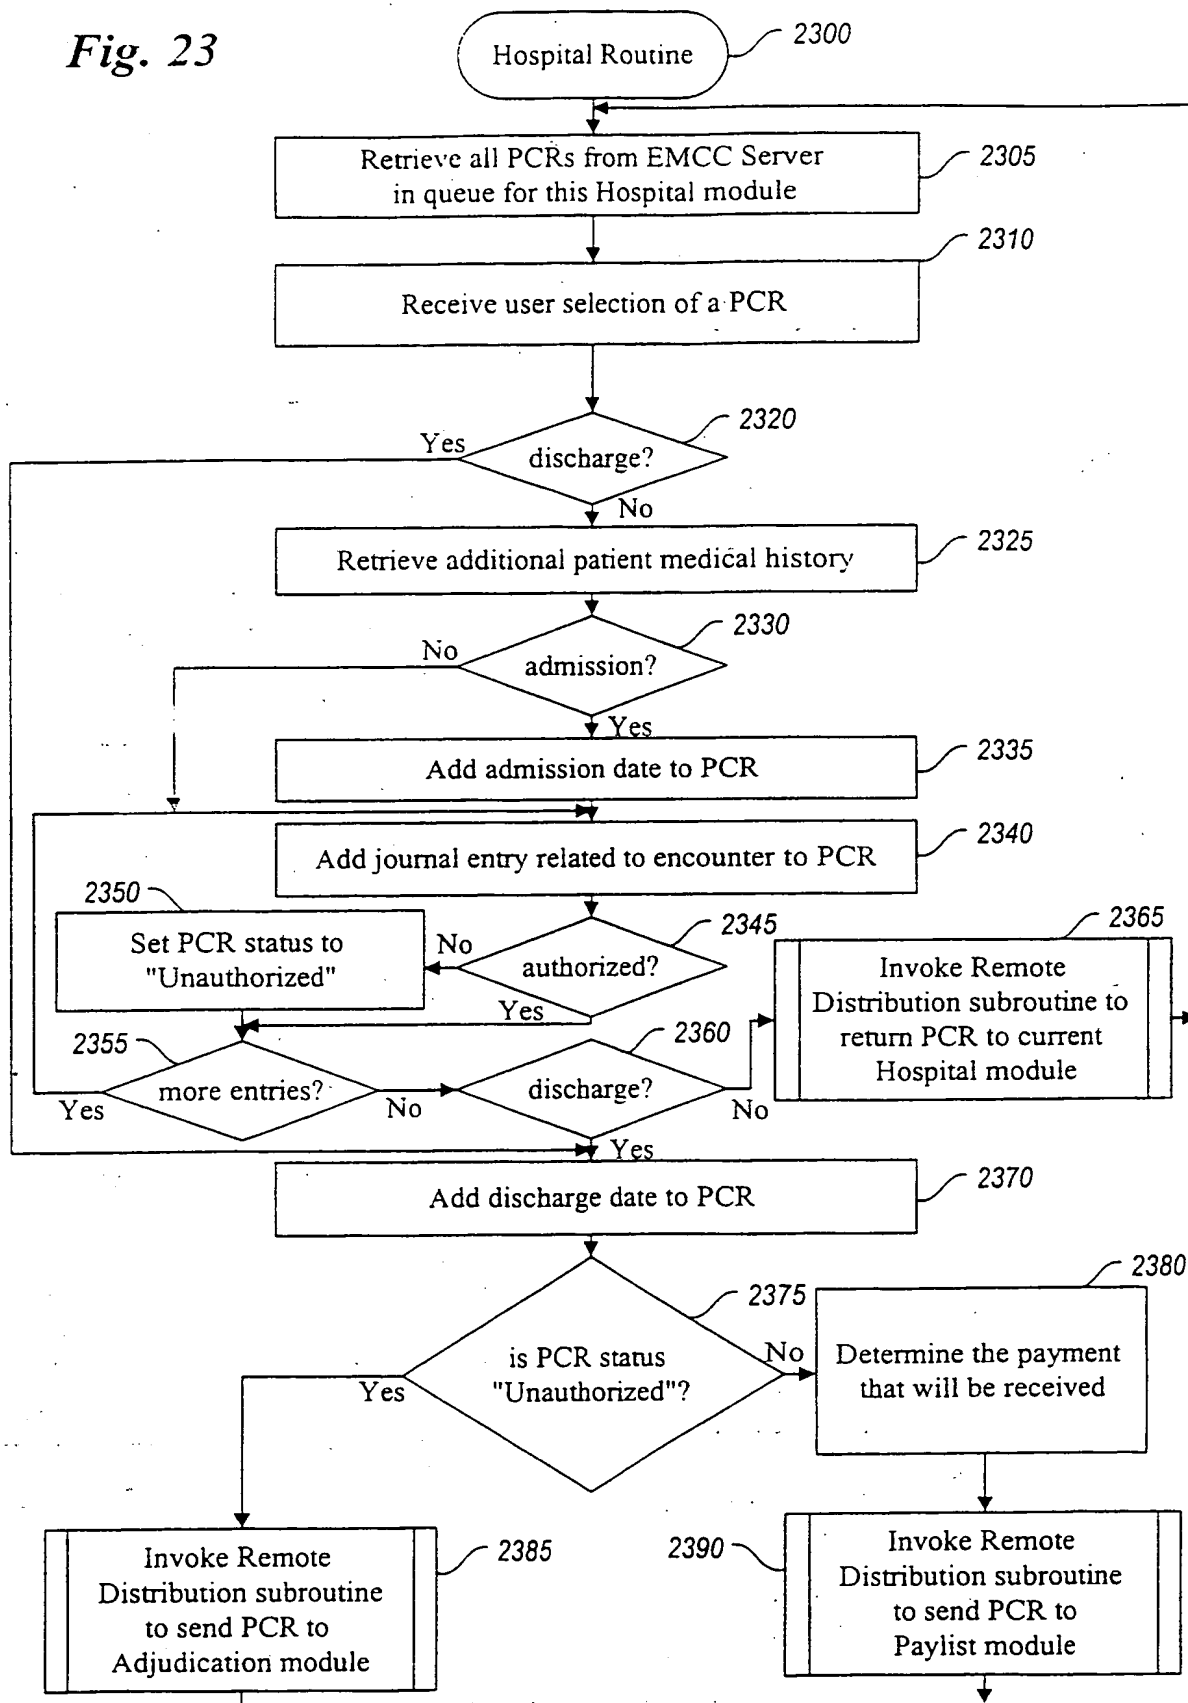 Fig. 23
Hospital Routine
2300
Retrieve all PCRs from EMCC Server
in queue for this Hospital module
2305
2310
Receive user selection of a PCR
2320
Yes
discharge?
No
Retrieve additional patient medical history
2325
2330
No
admission?
Yes
Add admission date to PCR
2335
Add journal entry related to encounter to PCR
2340
2350
Set PCR status to
"Unauthorized"
No
2345
authorized?
Yes
2365
Invoke Remote
Distribution subroutine to
return PCR to current
Hospital module
2355
more entries?
Yes
No
2360
discharge?
No
Yes
Add discharge date to PCR
2370
2375
is PCR status
"Unauthorized"?
Yes
No
2380
Determine the payment
that will be received
Invoke Remote
Distribution subroutine
to send PCR to
Adjudication module
2385
2390
Invoke Remote
Distribution subroutine
to send PCR to
Paylist module